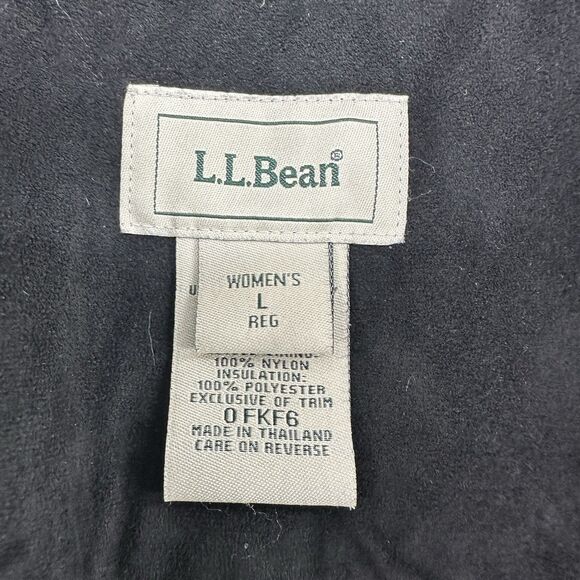 L.L.Bean®
WOMEN'S
L
REG
100% NYLON
INSULATION:
100% POLYESTER
EXCLUSIVE OF TRIM
0 FKF6
MADE IN THAILAND
CARE ON REVERSE